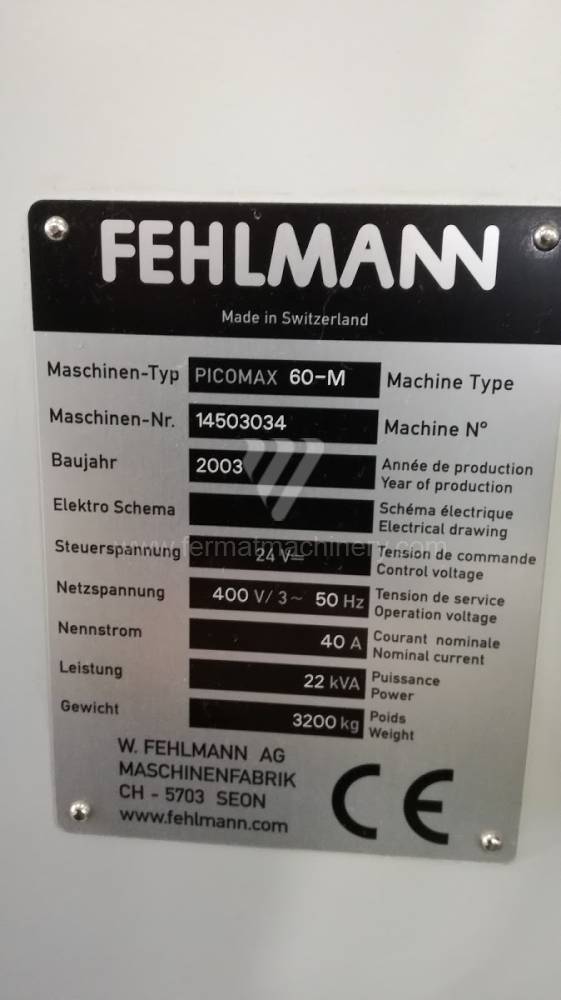 FEHLMANN
Made in Switzerland
Maschinen-Typ PICOMAX 60-M Machine Type
Maschinen-Nr. 14503034 Machine N°
Baujahr 2003 Année de production
Year of production
Elektro Schema Schéma électrique
Electrical drawing
www.fermatmachinery.com
Steuerspannung 24 V⎓ Tension de commande
Control voltage
Netzspannung 400 V/ 3~ 50 Hz Tension de service
Operation voltage
Nennstrom 40 A Courant nominale
Nominal current
Leistung 22 kVA Puissance
Power
Gewicht 3200 kg Poids
Weight
W. FEHLMANN AG
MASCHINENFABRIK
CH - 5703 SEON
www.fehlmann.com
CE